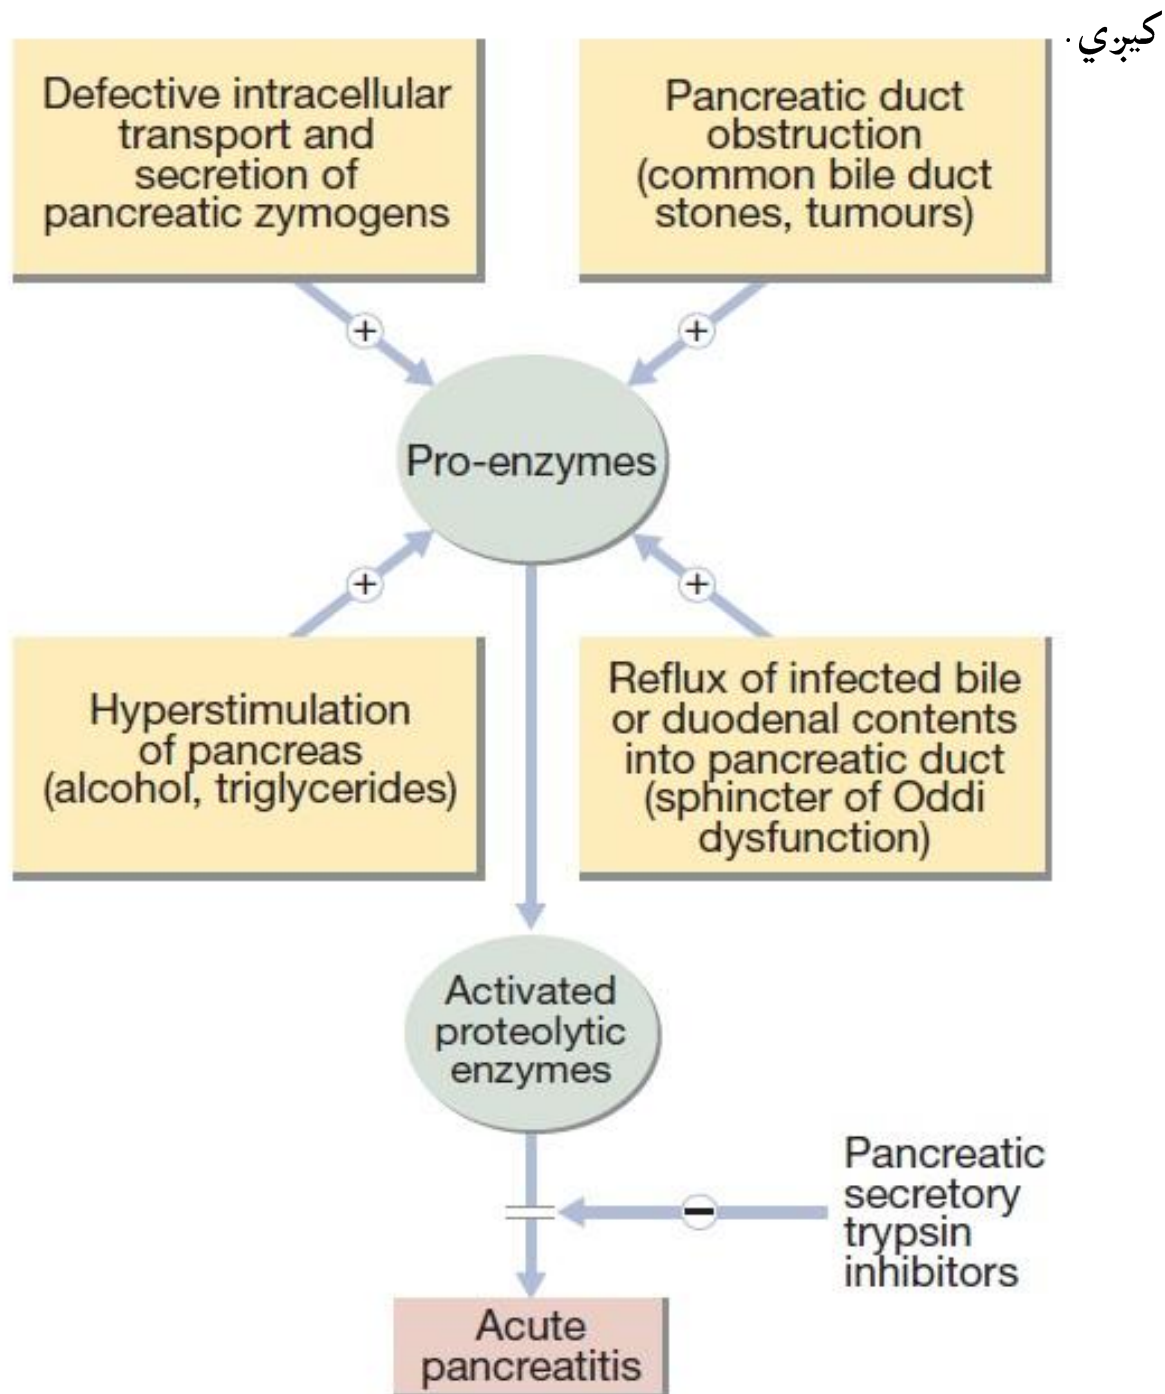 کيږي.
Defective intracellular
transport and
secretion of
pancreatic zymogens
Pancreatic duct
obstruction
(common bile duct
stones, tumours)
Pro-enzymes
Hyperstimulation
of pancreas
(alcohol, triglycerides)
Reflux of infected bile
or duodenal contents
into pancreatic duct
(sphincter of Oddi
dysfunction)
Activated
proteolytic
enzymes
Pancreatic
secretory
trypsin
inhibitors
Acute
pancreatitis